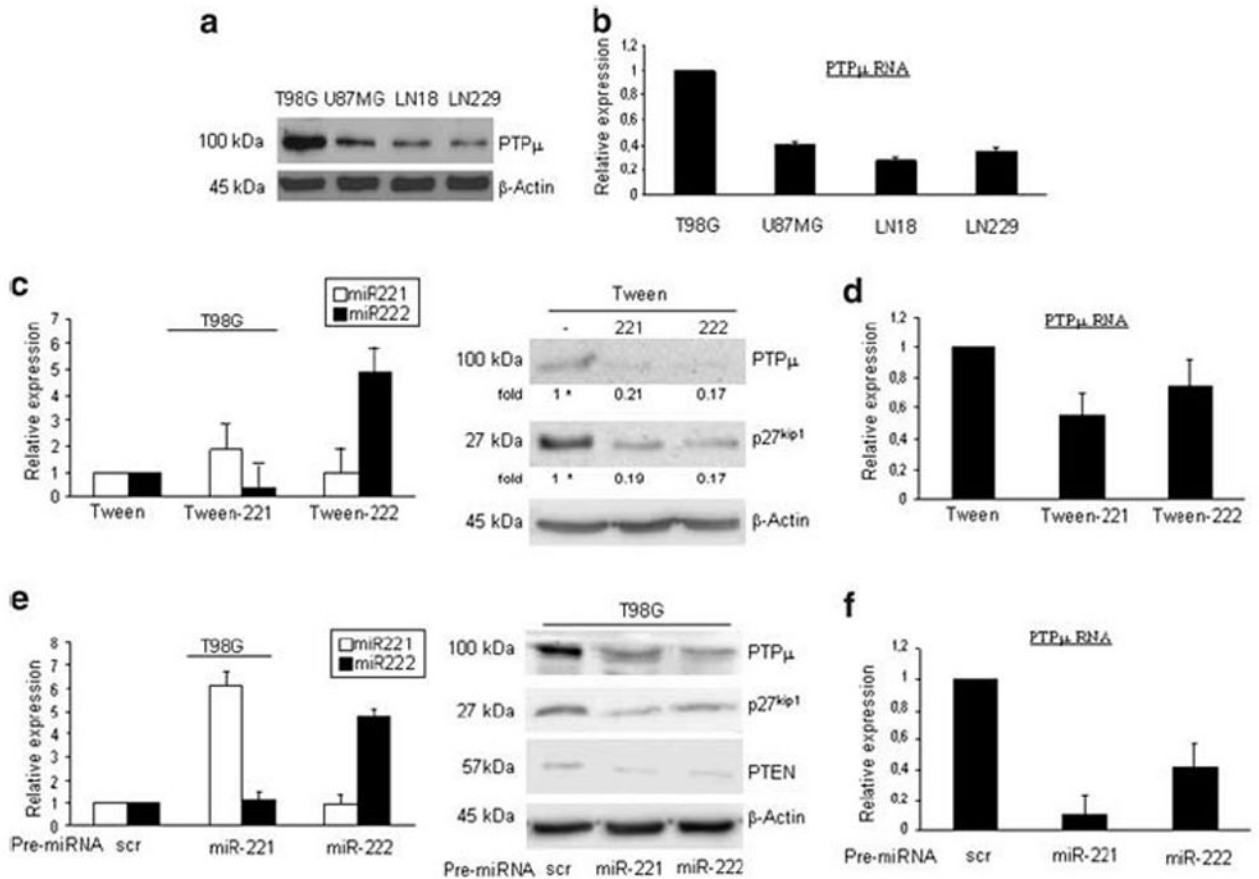 a
T98G U87MG LN18 LN229
100 kDa PTPμ
45 kDa β-Actin
b
PTPμ RNA
Relative expression
1,2
1
0,8
0,6
0,4
0,2
0
T98G U87MG LN18 LN229
c
miR221
miR222
T98G
Relative expression
7
6
5
4
3
2
1
0
Tween Tween-221 Tween-222
Tween
- 221 222
100 kDa PTPμ
fold 1 * 0.21 0.17
27 kDa p27kip1
fold 1 * 0.19 0.17
45 kDa β-Actin
d
PTPμ RNA
Relative expression
1,2
1
0,8
0,6
0,4
0,2
0
Tween Tween-221 Tween-222
e
miR221
miR222
T98G
Relative expression
8
7
6
5
4
3
2
1
0
Pre-miRNA scr miR-221 miR-222
T98G
100 kDa PTPμ
27 kDa p27kip1
57kDa PTEN
45 kDa β-Actin
Pre-miRNA scr miR-221 miR-222
f
PTPμ RNA
Relative expression
1,2
1
0,8
0,6
0,4
0,2
0
Pre-miRNA scr miR-221 miR-222